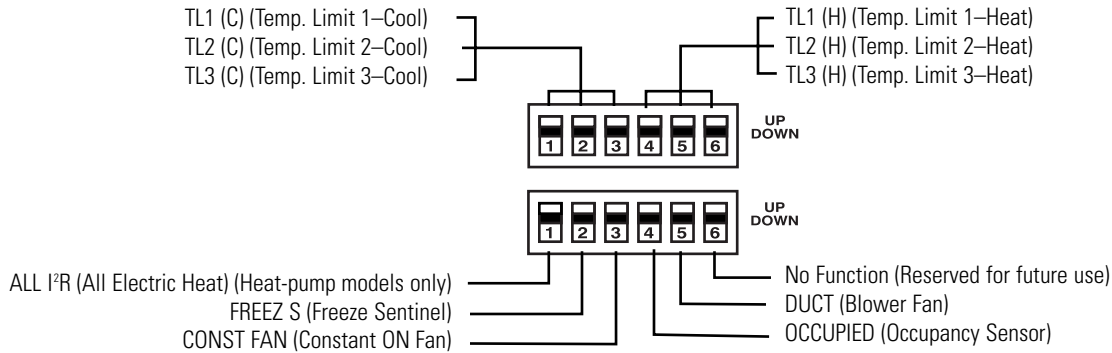 TL1 (C) (Temp. Limit 1–Cool)
TL2 (C) (Temp. Limit 2–Cool)
TL3 (C) (Temp. Limit 3–Cool)
TL1 (H) (Temp. Limit 1–Heat)
TL2 (H) (Temp. Limit 2–Heat)
TL3 (H) (Temp. Limit 3–Heat)
1 2 3 4 5 6
UP
DOWN
1 2 3 4 5 6
UP
DOWN
ALL I²R (All Electric Heat) (Heat-pump models only)
FREEZ S (Freeze Sentinel)
CONST FAN (Constant ON Fan)
No Function (Reserved for future use)
DUCT (Blower Fan)
OCCUPIED (Occupancy Sensor)